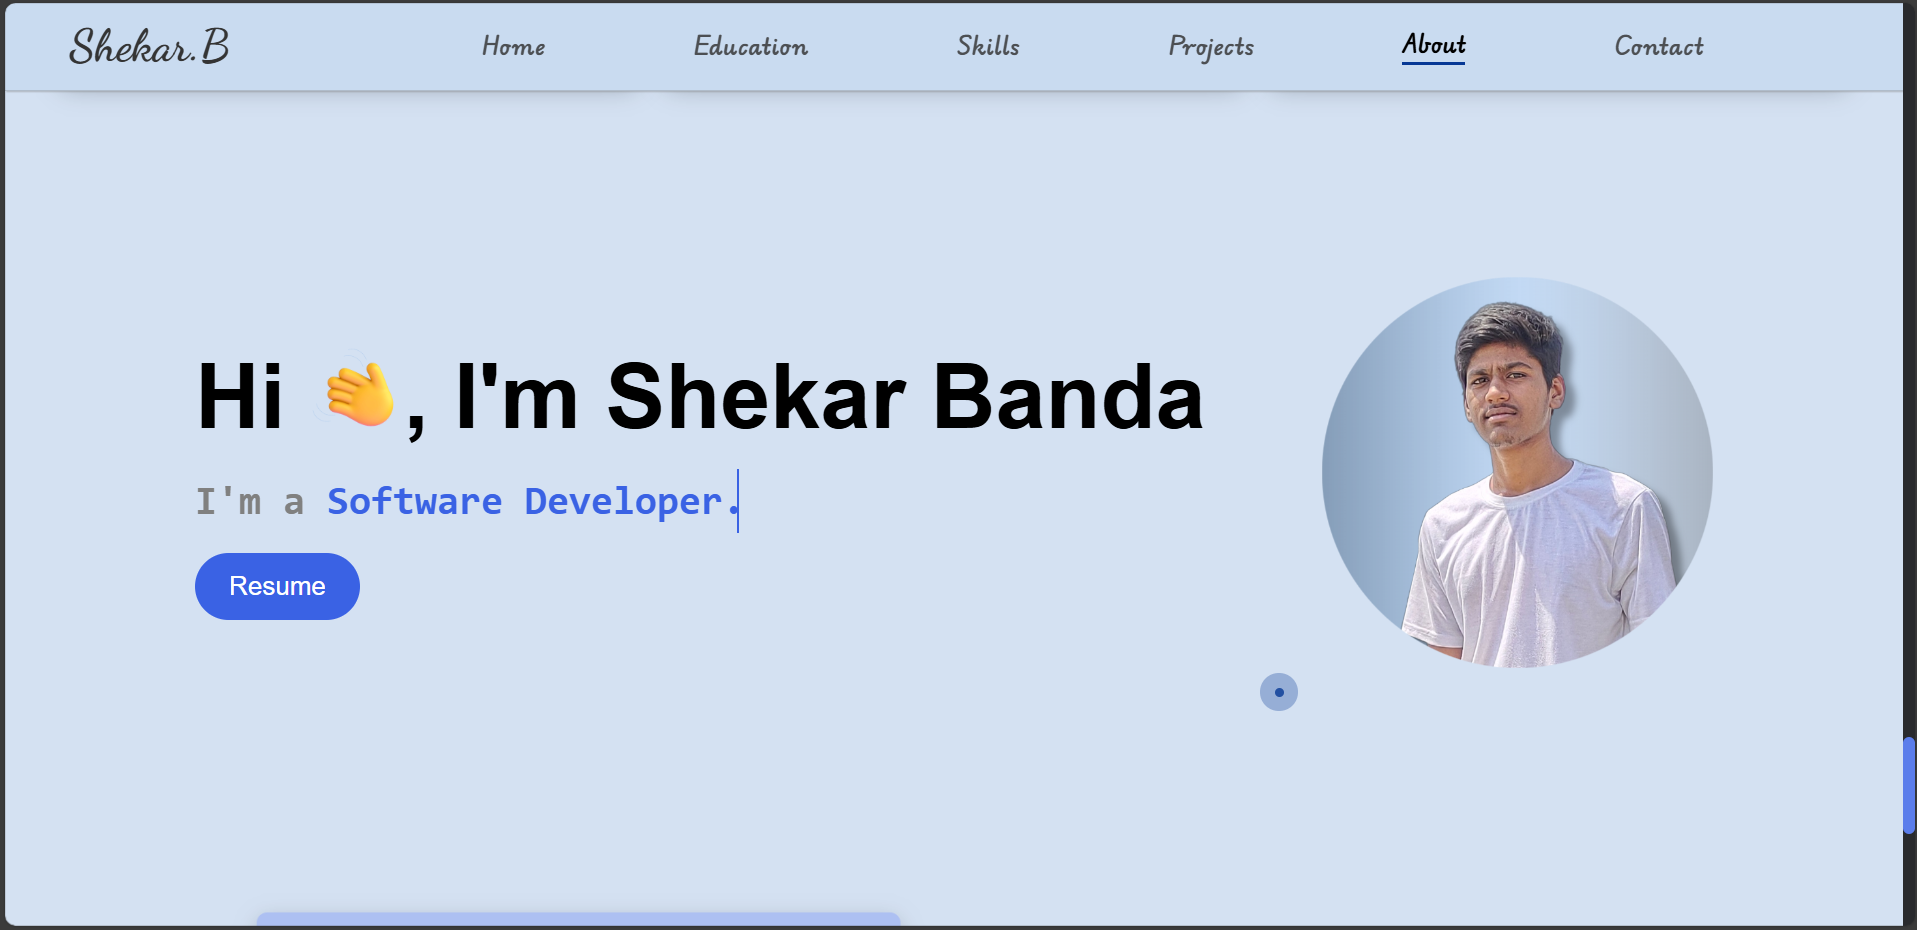 Shekar.B
Home Education Skills Projects About Contact
Hi 👋, I'm Shekar Banda
I'm a Software Developer.
Resume